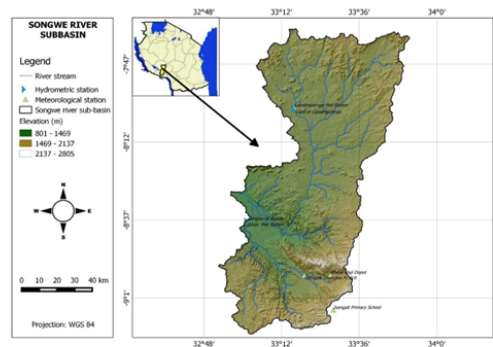 SONGWE RIVER
SUBBASIN
Legend
River stream
Hydrometric station
Meteorological station
Songwe river sub-basin
Elevation (m)
801 - 1469
1469 - 2137
2137 - 2805
N
W E
S
0 10 20 30 40 km
Projection: WGS 84
32°48' 33°12' 33°36' 34°0'
-7°47'
-8°12'
-8°37'
-9°1'
32°48' 33°12' 33°36' 34°0'
Primary School